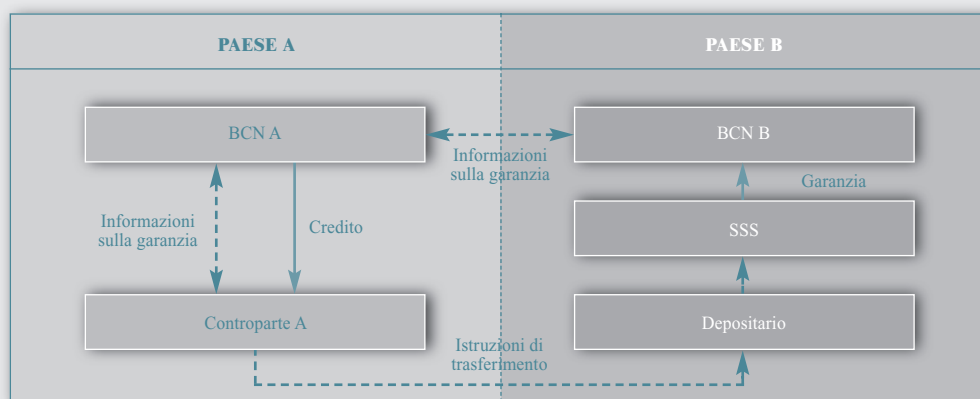 PAESE A
PAESE B
BCN A
BCN B
Informazioni
sulla garanzia
Garanzia
Informazioni
sulla garanzia
Credito
SSS
Controparte A
Depositario
Istruzioni di
trasferimento